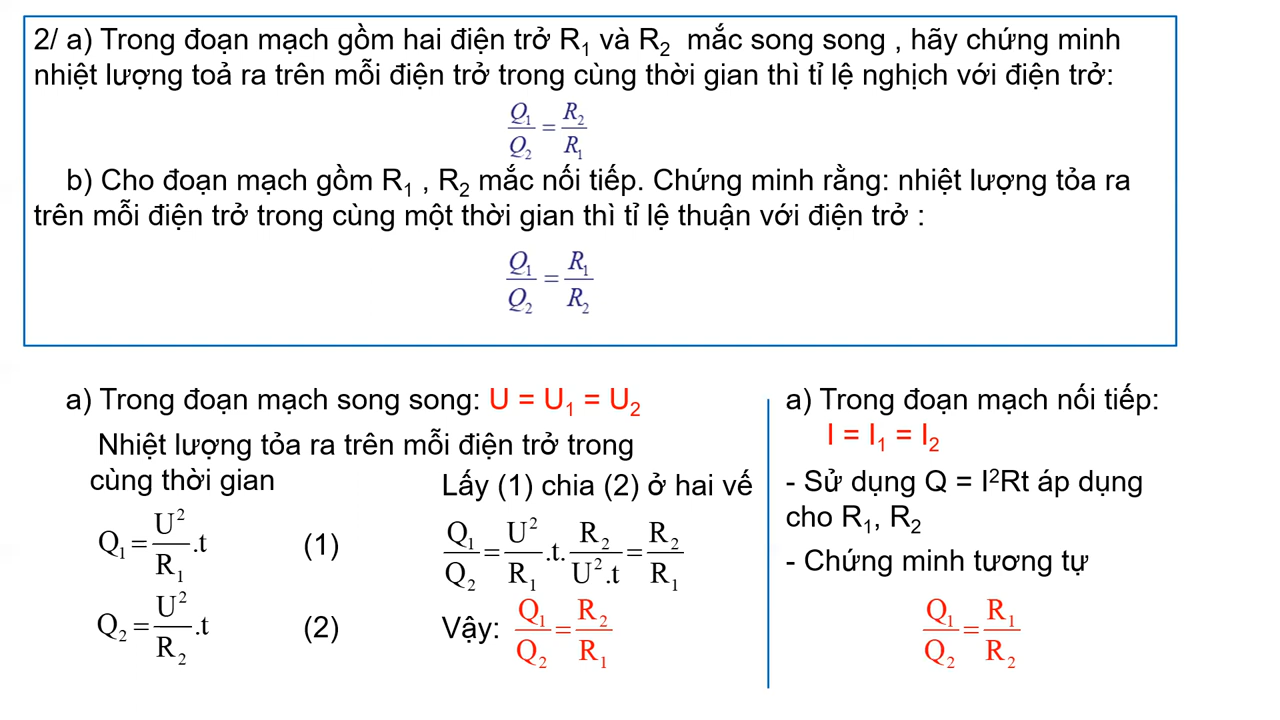 2/ a) Trong đoạn mạch gồm hai điện trở R₁ và R₂ mắc song song , hãy chứng minh
nhiệt lượng toả ra trên mỗi điện trở trong cùng thời gian thì tỉ lệ nghịch với điện trở:
Q₁/Q₂ = R₂/R₁
b) Cho đoạn mạch gồm R₁ , R₂ mắc nối tiếp. Chứng minh rằng: nhiệt lượng tỏa ra
trên mỗi điện trở trong cùng một thời gian thì tỉ lệ thuận với điện trở :
Q₁/Q₂ = R₁/R₂
a) Trong đoạn mạch song song: U = U₁ = U₂
Nhiệt lượng tỏa ra trên mỗi điện trở trong
cùng thời gian
Q₁ = U²/R₁ .t (1)
Q₂ = U²/R₂ .t (2)
Lấy (1) chia (2) ở hai vế
Q₁/Q₂ = U²/R₁ .t. R₂/U².t = R₂/R₁
Vậy: Q₁/Q₂ = R₂/R₁
a) Trong đoạn mạch nối tiếp:
I = I₁ = I₂
- Sử dụng Q = I²Rt áp dụng
cho R₁, R₂
- Chứng minh tương tự
Q₁/Q₂ = R₁/R₂